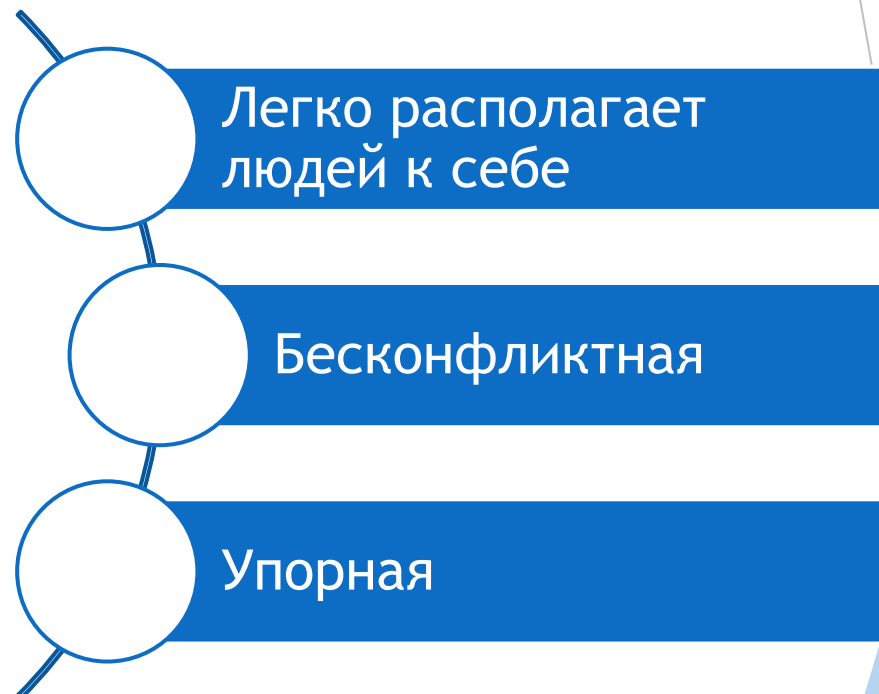 Легко располагает
людей к себе
Бесконфликтная
Упорная